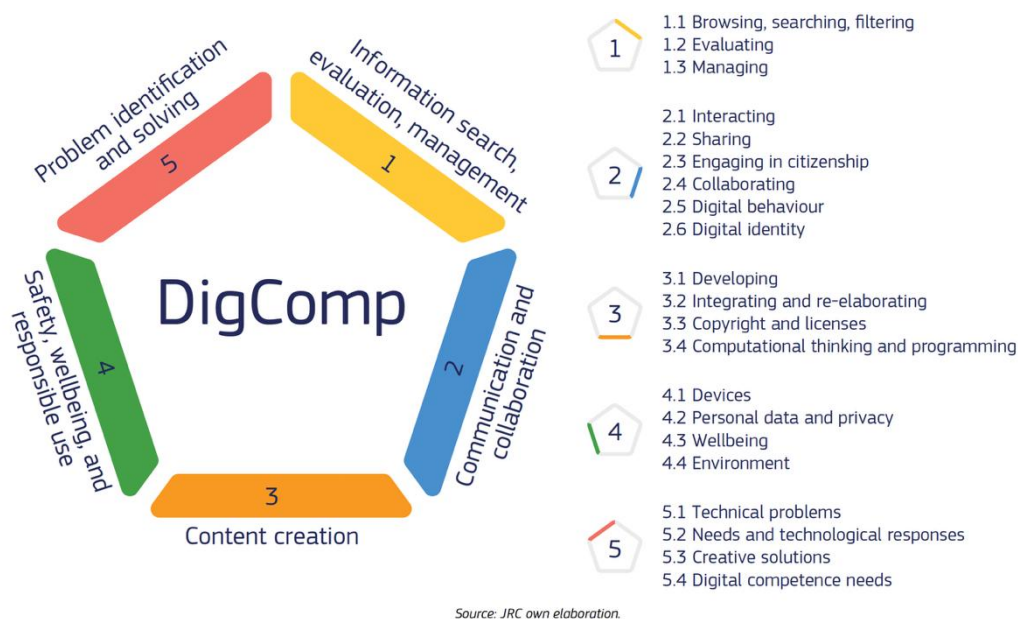 Problem identification
and solving
5
Information search,
evaluation, management
1
DigComp
Safety, wellbeing, and
responsible use
4
Communication and
collaboration
2
3
Content creation
1
1.1 Browsing, searching, filtering
1.2 Evaluating
1.3 Managing
2
2.1 Interacting
2.2 Sharing
2.3 Engaging in citizenship
2.4 Collaborating
2.5 Digital behaviour
2.6 Digital identity
3
3.1 Developing
3.2 Integrating and re-elaborating
3.3 Copyright and licenses
3.4 Computational thinking and programming
4
4.1 Devices
4.2 Personal data and privacy
4.3 Wellbeing
4.4 Environment
5
5.1 Technical problems
5.2 Needs and technological responses
5.3 Creative solutions
5.4 Digital competence needs
Source: JRC own elaboration.